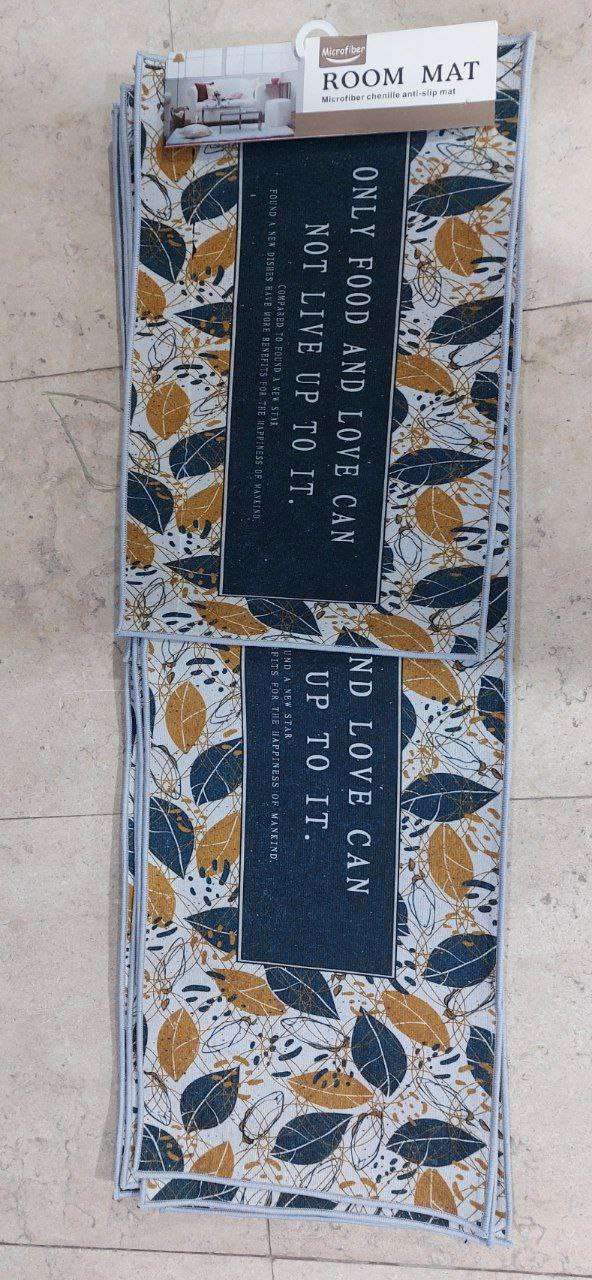 Microfiber
ROOM MAT
Microfiber chenille anti-slip mat
ONLY FOOD AND LOVE CAN
NOT LIVE UP TO IT.
COMPARED TO FOUND A NEW STAR
FOUND A NEW DISHES HAVE MORE BENEFITS FOR THE HAPPINESS OF MANKIND.
ND LOVE CAN
UP TO IT.
UND A NEW STAR
FITS FOR THE HAPPINESS OF MANKIND.